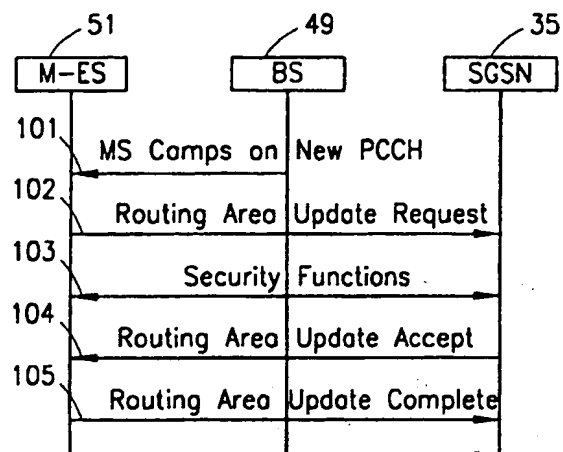 51 49 35
M-ES BS SGSN
101
MS Camps on New PCCH
102
Routing Area Update Request
103
Security Functions
104
Routing Area Update Accept
105
Routing Area Update Complete